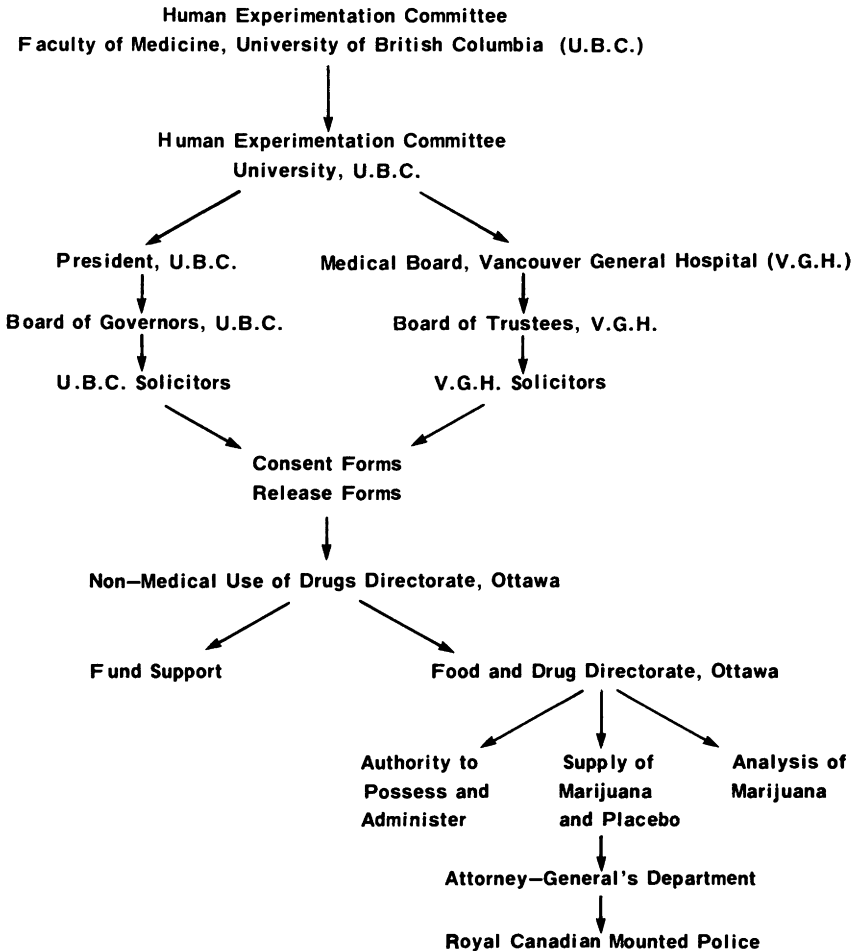 Human Experimentation Committee
Faculty of Medicine, University of British Columbia (U.B.C.)
Human Experimentation Committee
University, U.B.C.
President, U.B.C.
Medical Board, Vancouver General Hospital (V.G.H.)
Board of Governors, U.B.C.
Board of Trustees, V.G.H.
U.B.C. Solicitors
V.G.H. Solicitors
Consent Forms
Release Forms
Non—Medical Use of Drugs Directorate, Ottawa
Fund Support
Food and Drug Directorate, Ottawa
Authority to
Possess and
Administer
Supply of
Marijuana
and Placebo
Analysis of
Marijuana
Attorney—General's Department
Royal Canadian Mounted Police